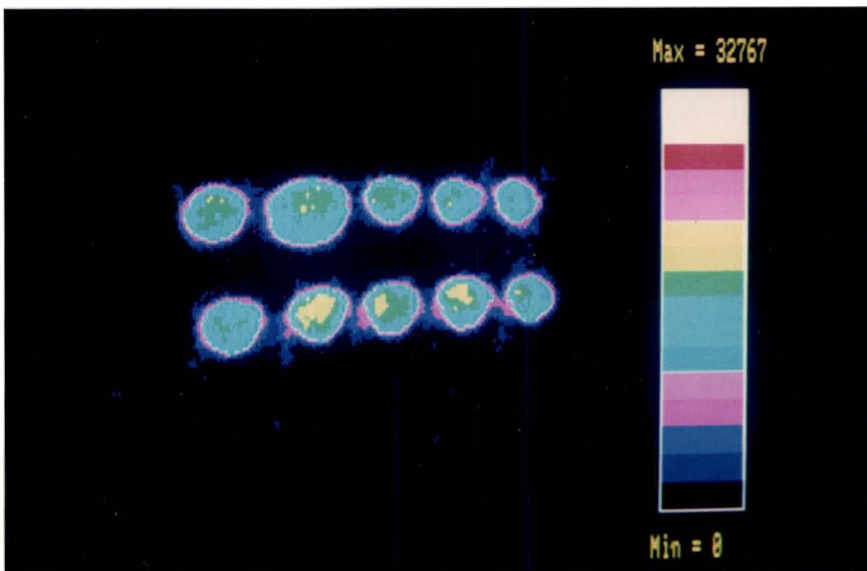 Max = 32767
Min = 0